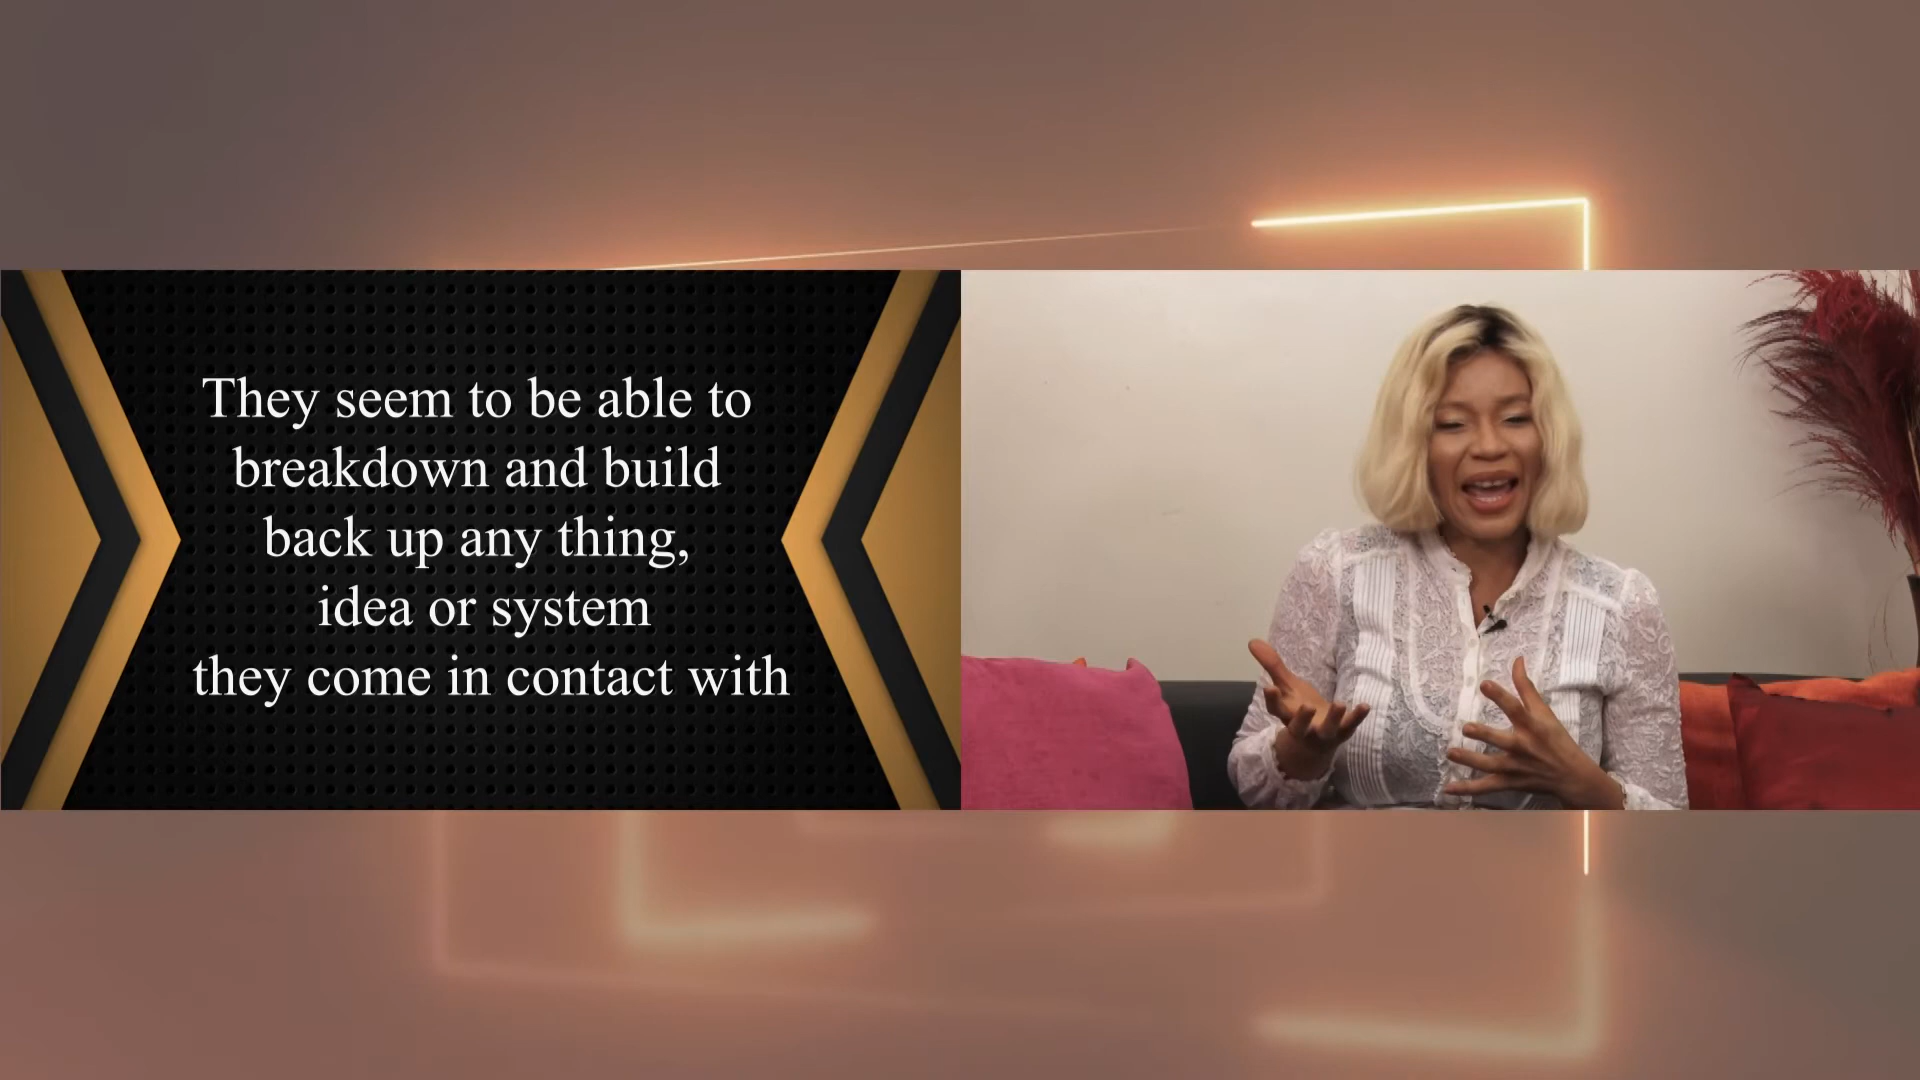 They seem to be able to
breakdown and build
back up any thing,
idea or system
they come in contact with